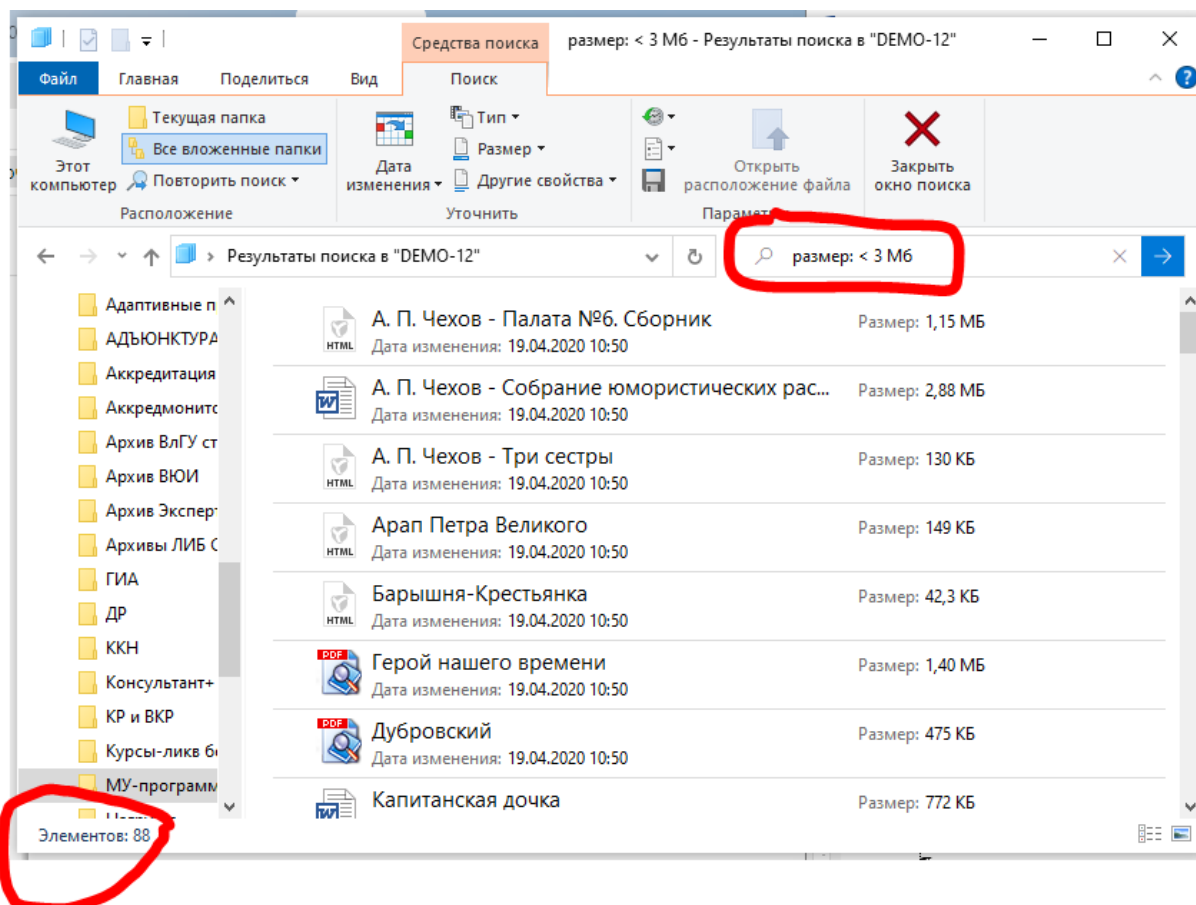 Средства поиска
размер: < 3 Мб - Результаты поиска в "DEMO-12"
Файл Главная Поделиться Вид Поиск
Этот компьютер
Текущая папка
Все вложенные папки
Повторить поиск
Расположение
Дата изменения
Тип
Размер
Другие свойства
Уточнить
Открыть расположение файла
Закрыть окно поиска
Результаты поиска в "DEMO-12"
размер: < 3 Мб
Адаптивные п
АДЪЮНКТУРА
Аккредитация
Аккредмонито
Архив ВлГУ ст
Архив ВЮИ
Архив Эксперт
Архивы ЛИБ С
ГИА
ДР
ККН
Консультант+
КР и ВКР
Курсы-ликв б
МУ-программ
А. П. Чехов - Палата №6. Сборник
Размер: 1,15 МБ
HTML
Дата изменения: 19.04.2020 10:50
А. П. Чехов - Собрание юмористических рас...
Размер: 2,88 МБ
Дата изменения: 19.04.2020 10:50
А. П. Чехов - Три сестры
Размер: 130 КБ
HTML
Дата изменения: 19.04.2020 10:50
Арап Петра Великого
Размер: 149 КБ
HTML
Дата изменения: 19.04.2020 10:50
Барышня-Крестьянка
Размер: 42,3 КБ
HTML
Дата изменения: 19.04.2020 10:50
PDF
Герой нашего времени
Размер: 1,40 МБ
Дата изменения: 19.04.2020 10:50
PDF
Дубровский
Размер: 475 КБ
Дата изменения: 19.04.2020 10:50
Капитанская дочка
Размер: 772 КБ
Элементов: 88